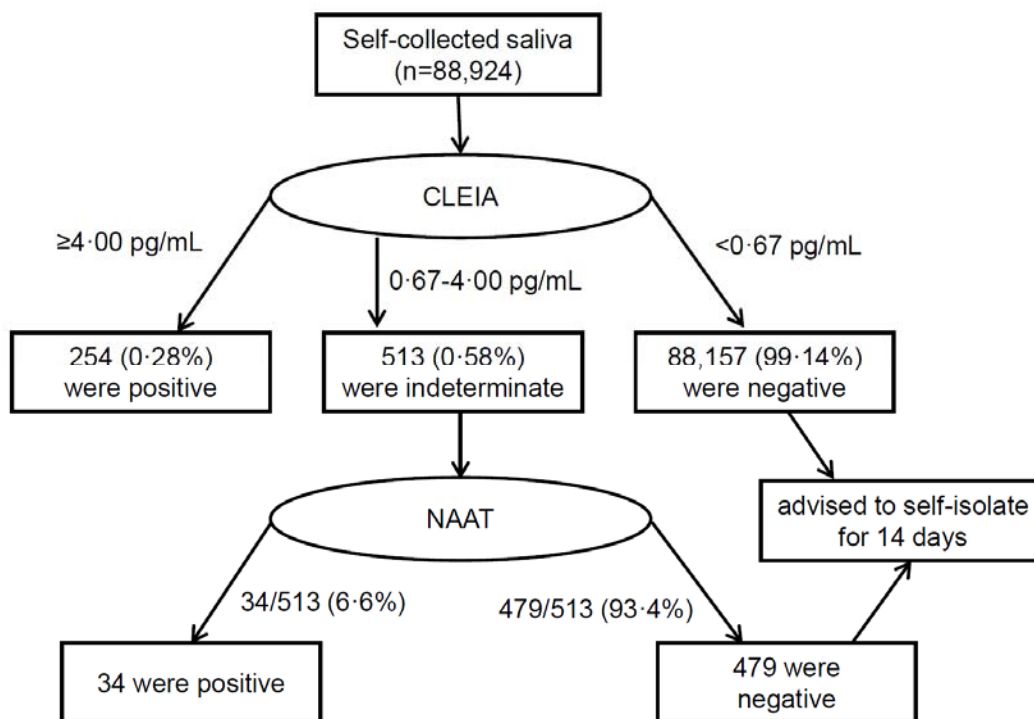 Self-collected saliva
(n=88,924)
CLEIA
≥4·00 pg/mL
0·67-4·00 pg/mL
<0·67 pg/mL
254 (0·28%)
were positive
513 (0·58%)
were indeterminate
88,157 (99·14%)
were negative
NAAT
advised to self-isolate
for 14 days
34/513 (6·6%)
479/513 (93·4%)
34 were positive
479 were
negative